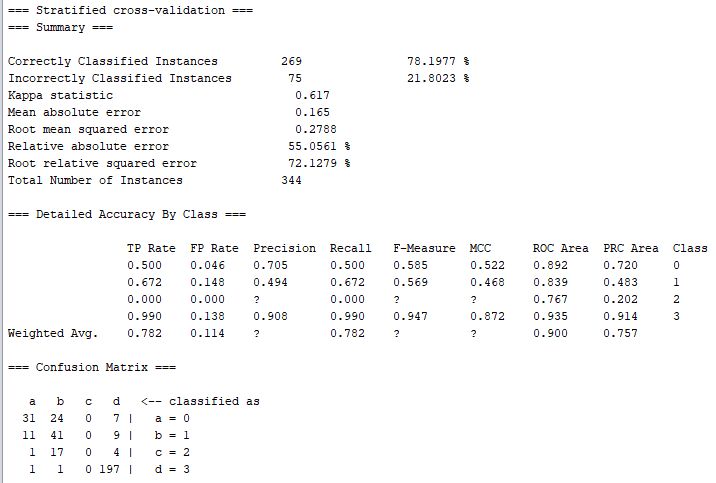 === Stratified cross-validation ===
=== Summary ===
Correctly Classified Instances 269 78.1977 %
Incorrectly Classified Instances 75 21.8023 %
Kappa statistic 0.617
Mean absolute error 0.165
Root mean squared error 0.2788
Relative absolute error 55.0561 %
Root relative squared error 72.1279 %
Total Number of Instances 344
=== Detailed Accuracy By Class ===
TP Rate FP Rate Precision Recall F-Measure MCC ROC Area PRC Area Class
0.500 0.046 0.705 0.500 0.585 0.522 0.892 0.720 0
0.672 0.148 0.494 0.672 0.569 0.468 0.839 0.483 1
0.000 0.000 ? 0.000 ? ? 0.767 0.202 2
0.990 0.138 0.908 0.990 0.947 0.872 0.935 0.914 3
Weighted Avg. 0.782 0.114 ? 0.782 ? ? 0.900 0.757
=== Confusion Matrix ===
a b c d <-- classified as
31 24 0 7 | a = 0
11 41 0 9 | b = 1
1 17 0 4 | c = 2
1 1 0 197 | d = 3